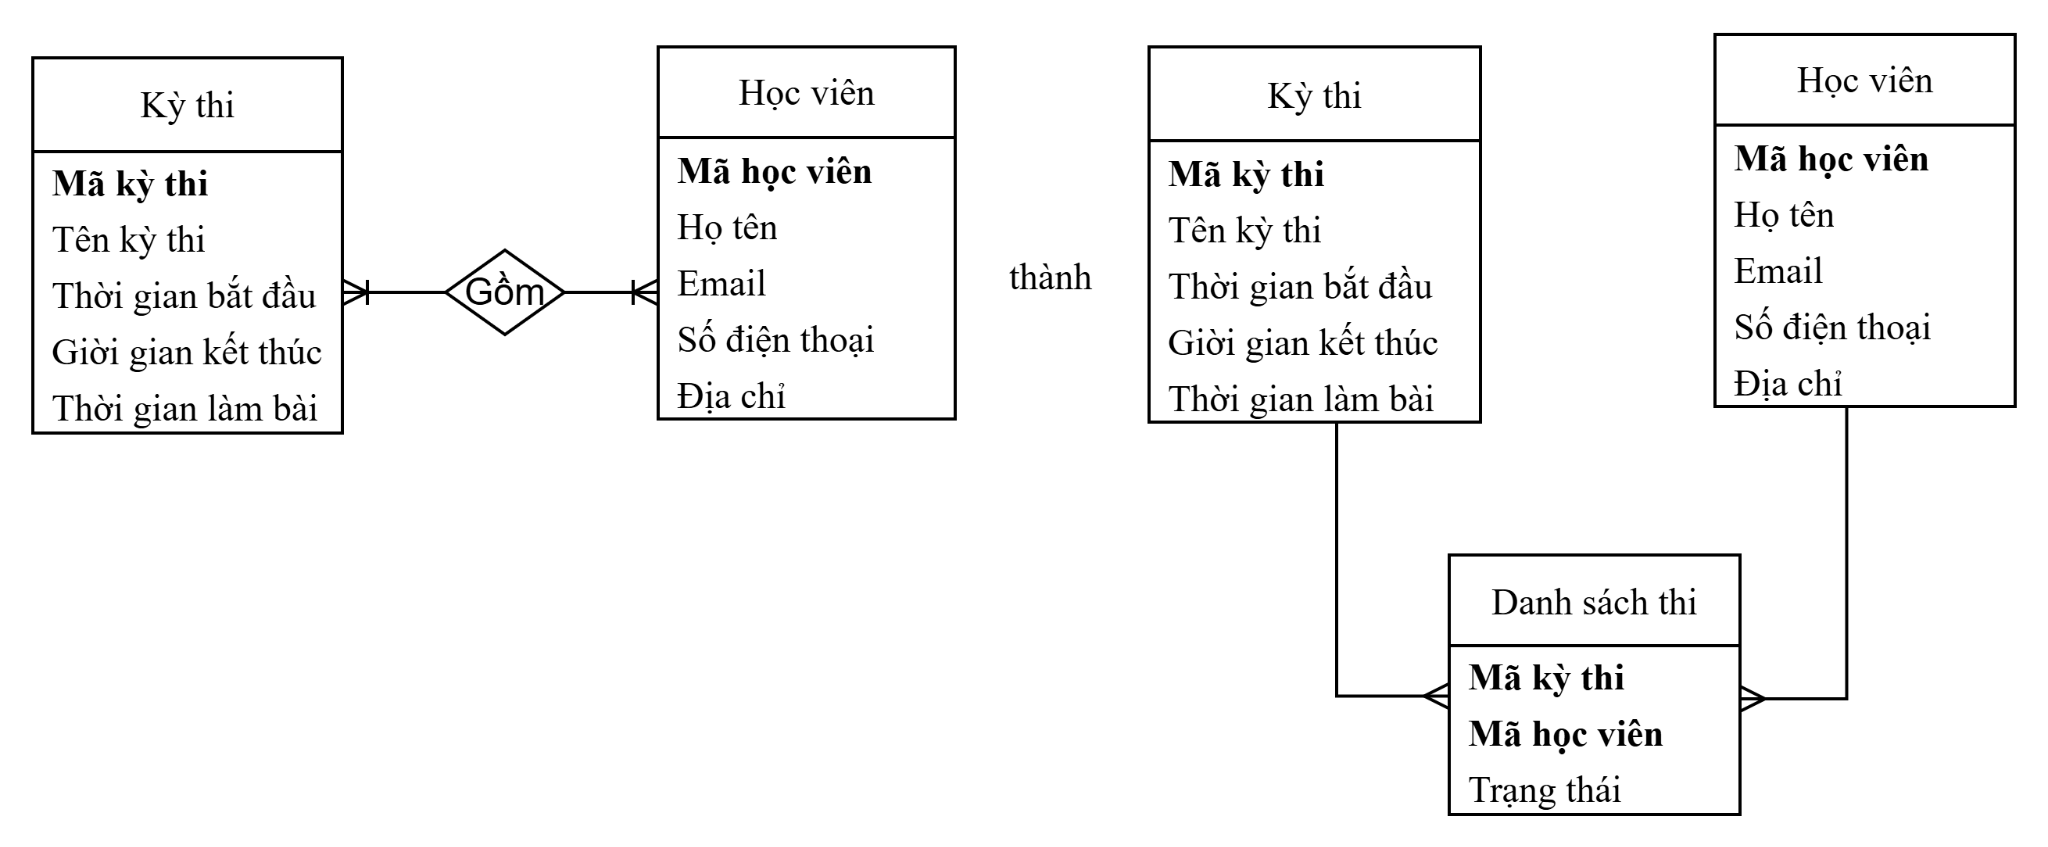 Kỳ thi
Mã kỳ thi
Tên kỳ thi
Thời gian bắt đầu
Giời gian kết thúc
Thời gian làm bài
Gồm
Học viên
Mã học viên
Họ tên
Email
Số điện thoại
Địa chỉ
thành
Kỳ thi
Mã kỳ thi
Tên kỳ thi
Thời gian bắt đầu
Giời gian kết thúc
Thời gian làm bài
Học viên
Mã học viên
Họ tên
Email
Số điện thoại
Địa chỉ
Danh sách thi
Mã kỳ thi
Mã học viên
Trạng thái